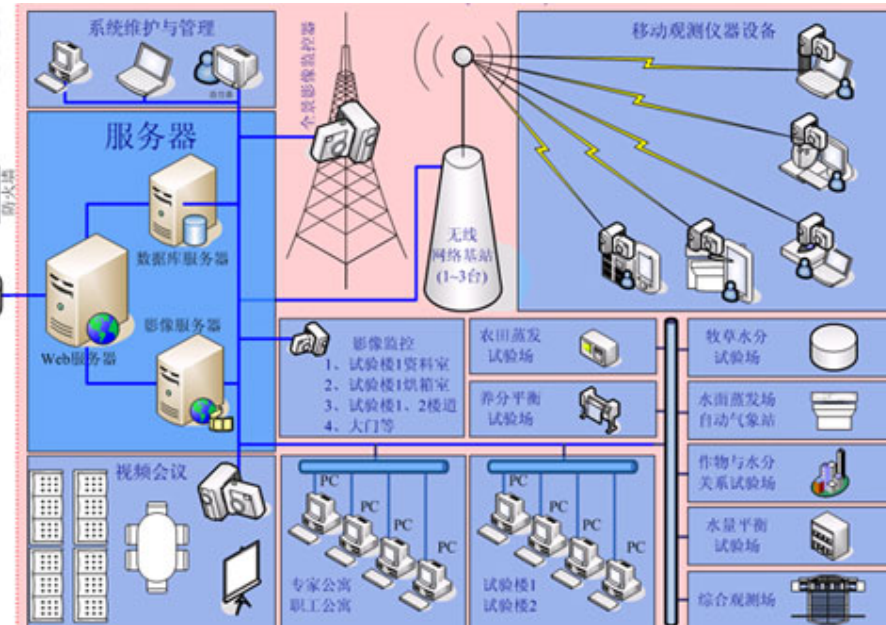 系统维护与管理
全景影像监控器
移动观测仪器设备
防火墙
服务器
数据库服务器
Web服务器
影像服务器
无线
网络基站
(1~3台)
影像监控
1、试验楼1资料室
2、试验楼1烘箱室
3、试验楼1、2楼道
4、大门等
农田蒸发
试验场
养分平衡
试验场
牧草水分
试验场
水面蒸发场
自动气象站
作物与水分
关系试验场
水量平衡
试验场
综合观测场
视频会议
PC
PC
PC
PC
专家公寓
职工公寓
PC
PC
PC
PC
试验楼1
试验楼2